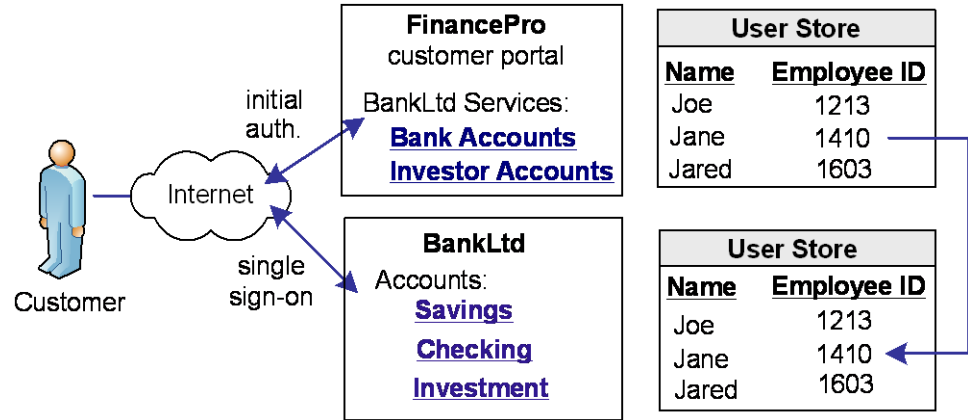 FinancePro
customer portal
BankLtd Services:
Bank Accounts
Investor Accounts
User Store
Name Employee ID
Joe 1213
Jane 1410
Jared 1603
initial
auth.
Internet
Customer
single
sign-on
BankLtd
Accounts:
Savings
Checking
Investment
User Store
Name Employee ID
Joe 1213
Jane 1410
Jared 1603